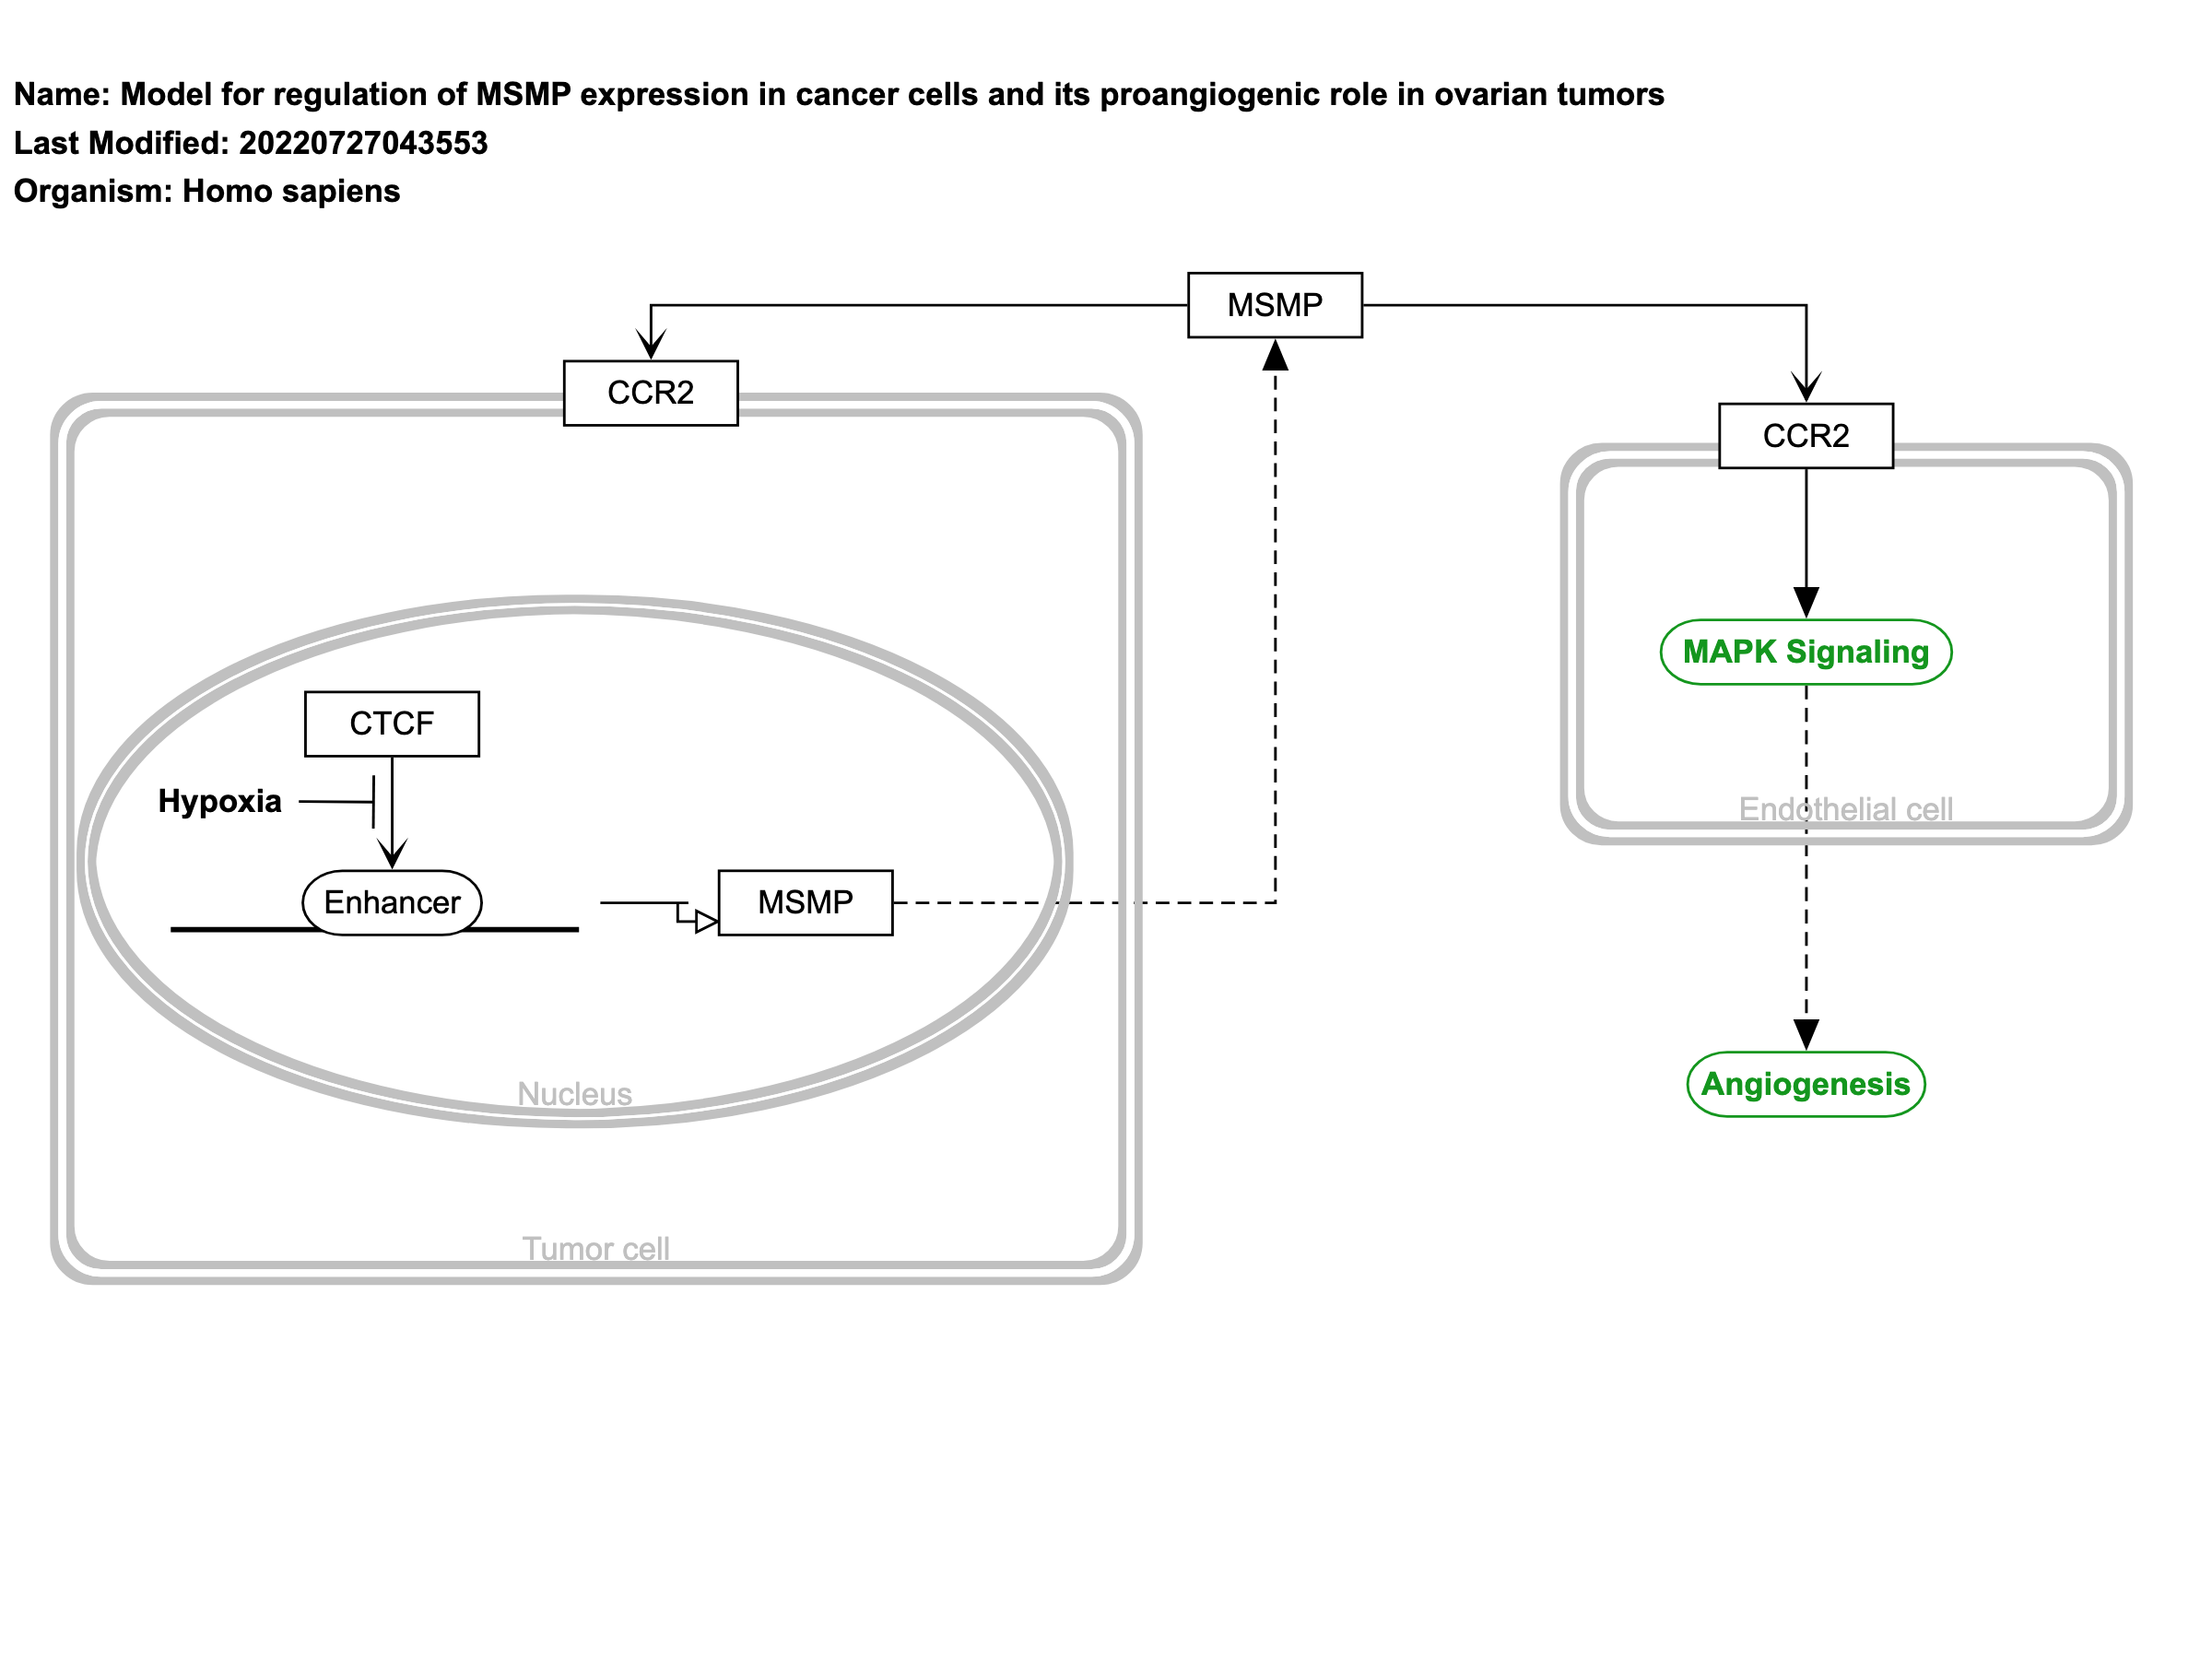 Name: Model for regulation of MSMP expression in cancer cells and its proangiogenic role in ovarian tumors
Last Modified: 20220727043553
Organism: Homo sapiens
MSMP
CCR2
CCR2
MAPK Signaling
CTCF
Hypoxia
Endothelial cell
Enhancer
MSMP
Angiogenesis
Nucleus
Tumor cell